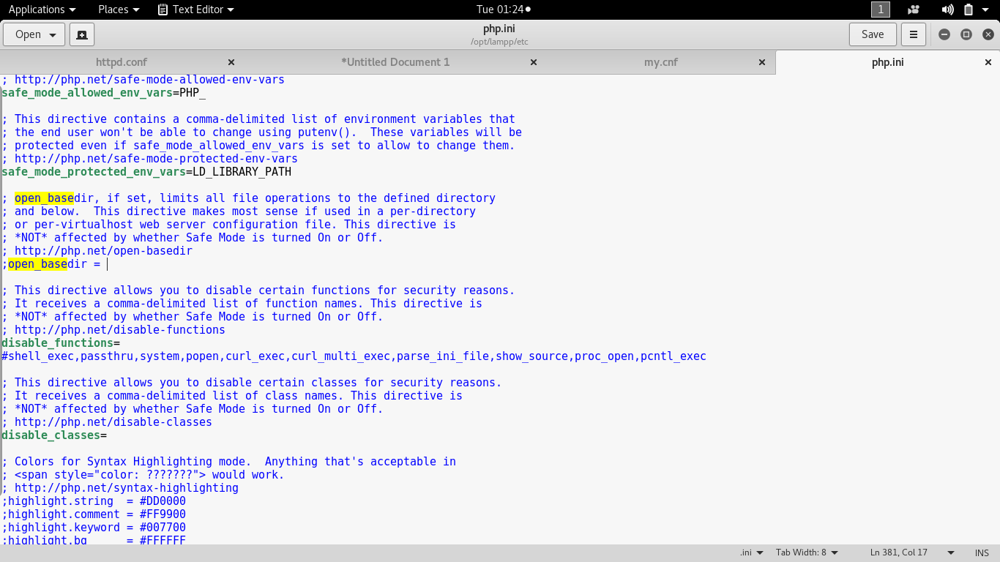 Applications Places Text Editor Tue 01:24 1
Open php.ini Save
/opt/lampp/etc
httpd.conf *Untitled Document 1 my.cnf php.ini
; http://php.net/safe-mode-allowed-env-vars
safe_mode_allowed_env_vars=PHP_
; This directive contains a comma-delimited list of environment variables that
; the end user won't be able to change using putenv().  These variables will be
; protected even if safe_mode_allowed_env_vars is set to allow to change them.
; http://php.net/safe-mode-protected-env-vars
safe_mode_protected_env_vars=LD_LIBRARY_PATH
; open_basedir, if set, limits all file operations to the defined directory
; and below.  This directive makes most sense if used in a per-directory
; or per-virtualhost web server configuration file. This directive is
; *NOT* affected by whether Safe Mode is turned On or Off.
; http://php.net/open-basedir
;open_basedir =
; This directive allows you to disable certain functions for security reasons.
; It receives a comma-delimited list of function names. This directive is
; *NOT* affected by whether Safe Mode is turned On or Off.
; http://php.net/disable-functions
disable_functions=
#shell_exec,passthru,system,popen,curl_exec,curl_multi_exec,parse_ini_file,show_source,proc_open,pcntl_exec
; This directive allows you to disable certain classes for security reasons.
; It receives a comma-delimited list of class names. This directive is
; *NOT* affected by whether Safe Mode is turned On or Off.
; http://php.net/disable-classes
disable_classes=
; Colors for Syntax Highlighting mode.  Anything that's acceptable in
; <span style="color: ???????"> would work.
; http://php.net/syntax-highlighting
;highlight.string  = #DD0000
;highlight.comment = #FF9900
;highlight.keyword = #007700
;highlight.bg      = #FFFFFF
.ini Tab Width: 8 Ln 381, Col 17 INS